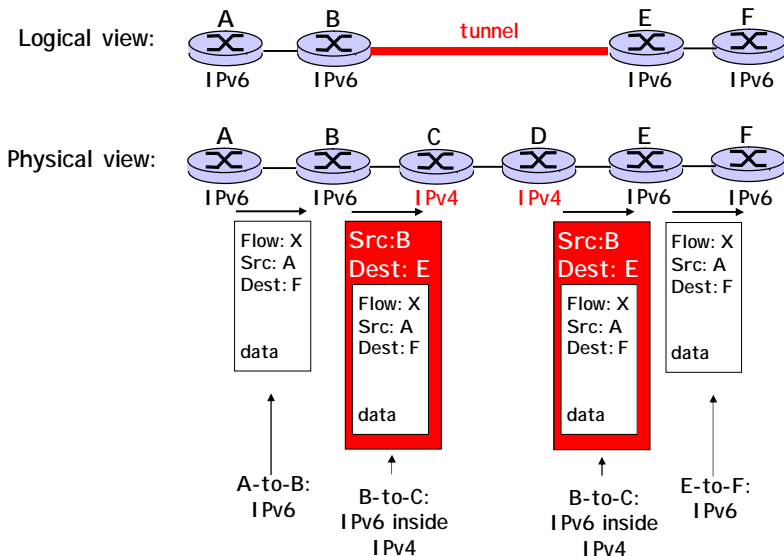 A B E F
Logical view: tunnel
IPv6 IPv6 IPv6 IPv6
A B C D E F
Physical view:
IPv6 IPv6 IPv4 IPv4 IPv6 IPv6
Flow: X
Src: A
Dest: F
data
Src:B
Dest: E
Flow: X
Src: A
Dest: F
data
Src:B
Dest: E
Flow: X
Src: A
Dest: F
data
Flow: X
Src: A
Dest: F
data
A-to-B:
IPv6
B-to-C:
IPv6 inside
IPv4
B-to-C:
IPv6 inside
IPv4
E-to-F:
IPv6